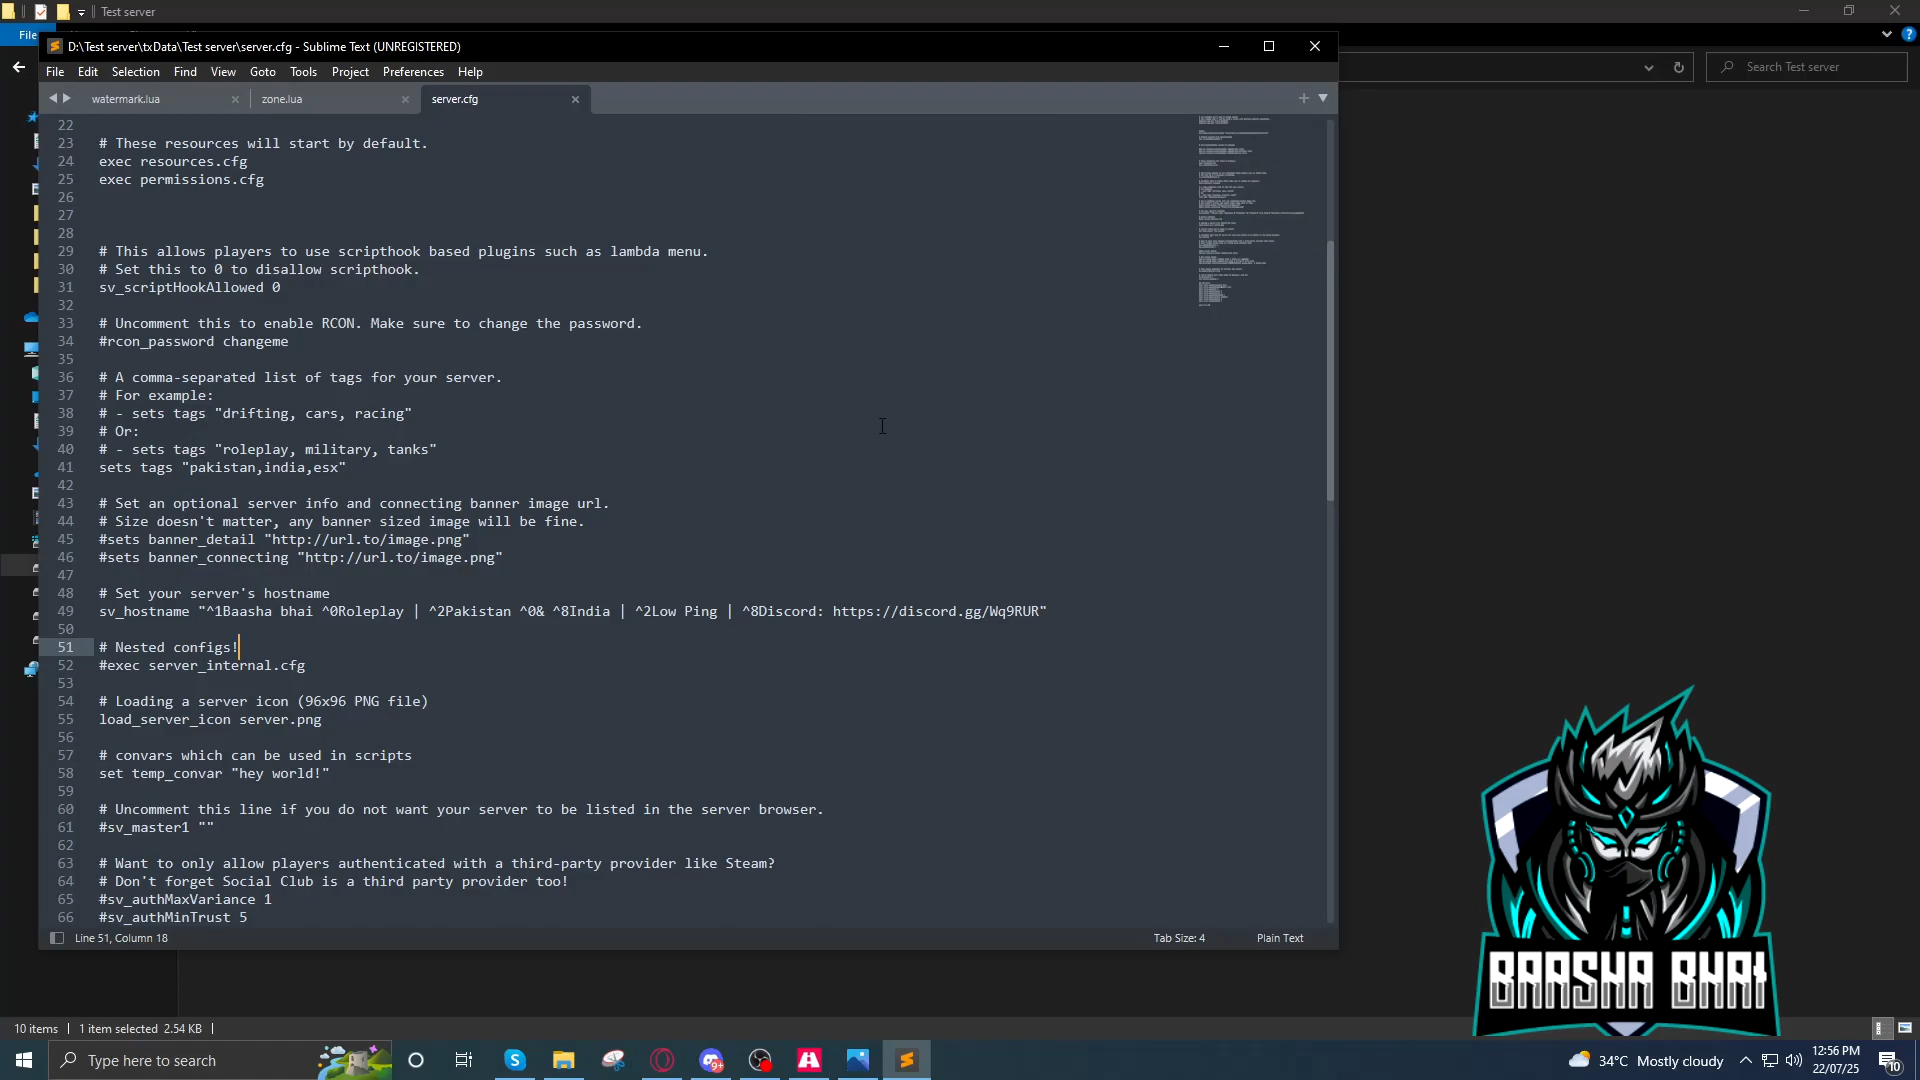 Test server
File
D:\Test server\txData\Test server\server.cfg - Sublime Text (UNREGISTERED)
File Edit Selection Find View Goto Tools Project Preferences Help
Search Test server
watermark.lua
zone.lua
server.cfg
22
23 # These resources will start by default.
24 exec resources.cfg
25 exec permissions.cfg
26
27
28
29 # This allows players to use scripthook based plugins such as lambda menu.
30 # Set this to 0 to disallow scripthook.
31 sv_scriptHookAllowed 0
32
33 # Uncomment this to enable RCON. Make sure to change the password.
34 #rcon_password changeme
35
36 # A comma-separated list of tags for your server.
37 # For example:
38 # - sets tags "drifting, cars, racing"
39 # Or:
40 # - sets tags "roleplay, military, tanks"
41 sets tags "pakistan,india,esx"
42
43 # Set an optional server info and connecting banner image url.
44 # Size doesn't matter, any banner sized image will be fine.
45 #sets banner_detail "http://url.to/image.png"
46 #sets banner_connecting "http://url.to/image.png"
47
48 # Set your server's hostname
49 sv_hostname "^1Baasha bhai ^0Roleplay | ^2Pakistan ^0& ^8India | ^2Low Ping | ^8Discord: https://discord.gg/Wq9RUR"
50
51 # Nested configs!
52 #exec server_internal.cfg
53
54 # Loading a server icon (96x96 PNG file)
55 load_server_icon server.png
56
57 # convars which can be used in scripts
58 set temp_convar "hey world!"
59
60 # Uncomment this line if you do not want your server to be listed in the server browser.
61 #sv_master1 ""
62
63 # Want to only allow players authenticated with a third-party provider like Steam?
64 # Don't forget Social Club is a third party provider too!
65 #sv_authMaxVariance 1
66 #sv_authMinTrust 5
Line 51, Column 18
Tab Size: 4
Plain Text
BAASHA BHAI
10 items
1 item selected 2.54 KB
Type here to search
9+
34°C Mostly cloudy
12:56 PM
22/07/25
10